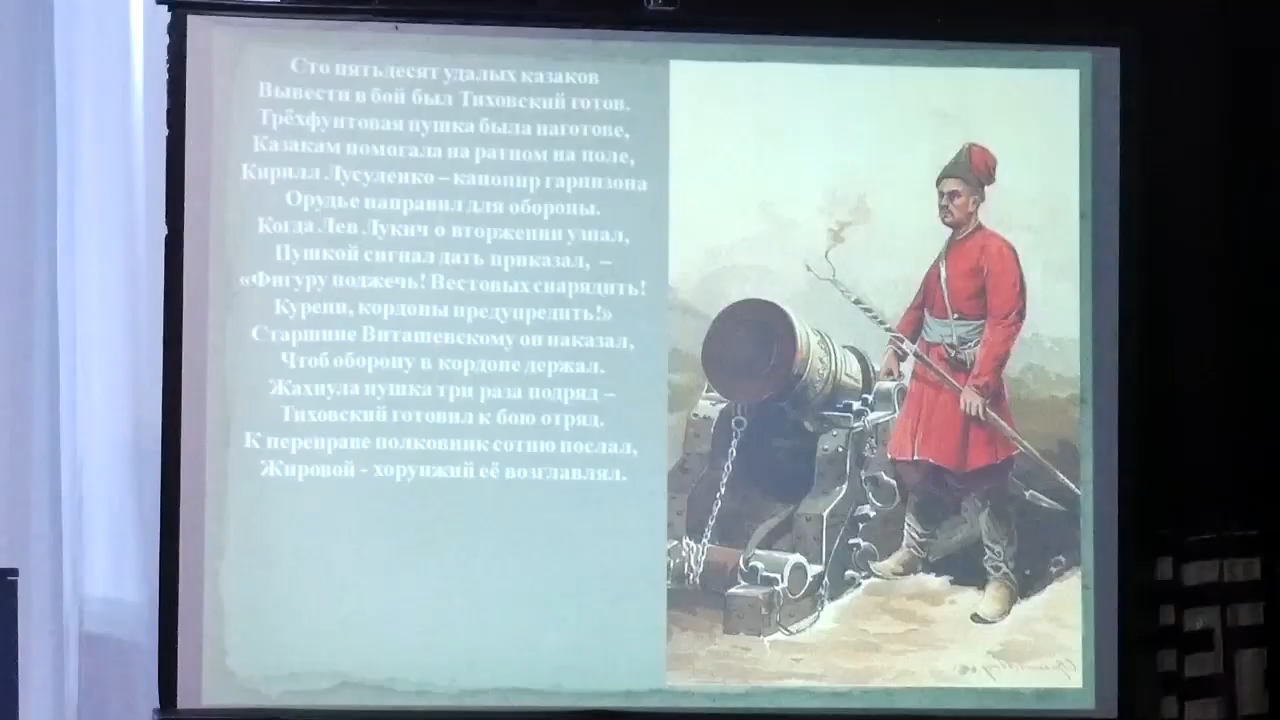 Сто пятьдесят удалых казаков
Вывести в бой был Тиховский готов.
Трёхфунтовая пушка была наготове,
Казакам помогала на ратном на поле,
Кирилл Лусуденко – канонир гарнизона
Орудье направил для обороны.
Когда Лев Лукич о вторжении узнал,
Пушкой сигнал дать приказал, –
«Фигуру поджечь! Вестовых снарядить!
Курени, кордоны предупредить!»
Старшине Виташевскому он наказал,
Чтоб оборону в кордоне держал.
Жахнула пушка три раза подряд –
Тиховский готовил к бою отряд.
К переправе полковник сотню послал,
Жировой - хорунжий её возглавлял.